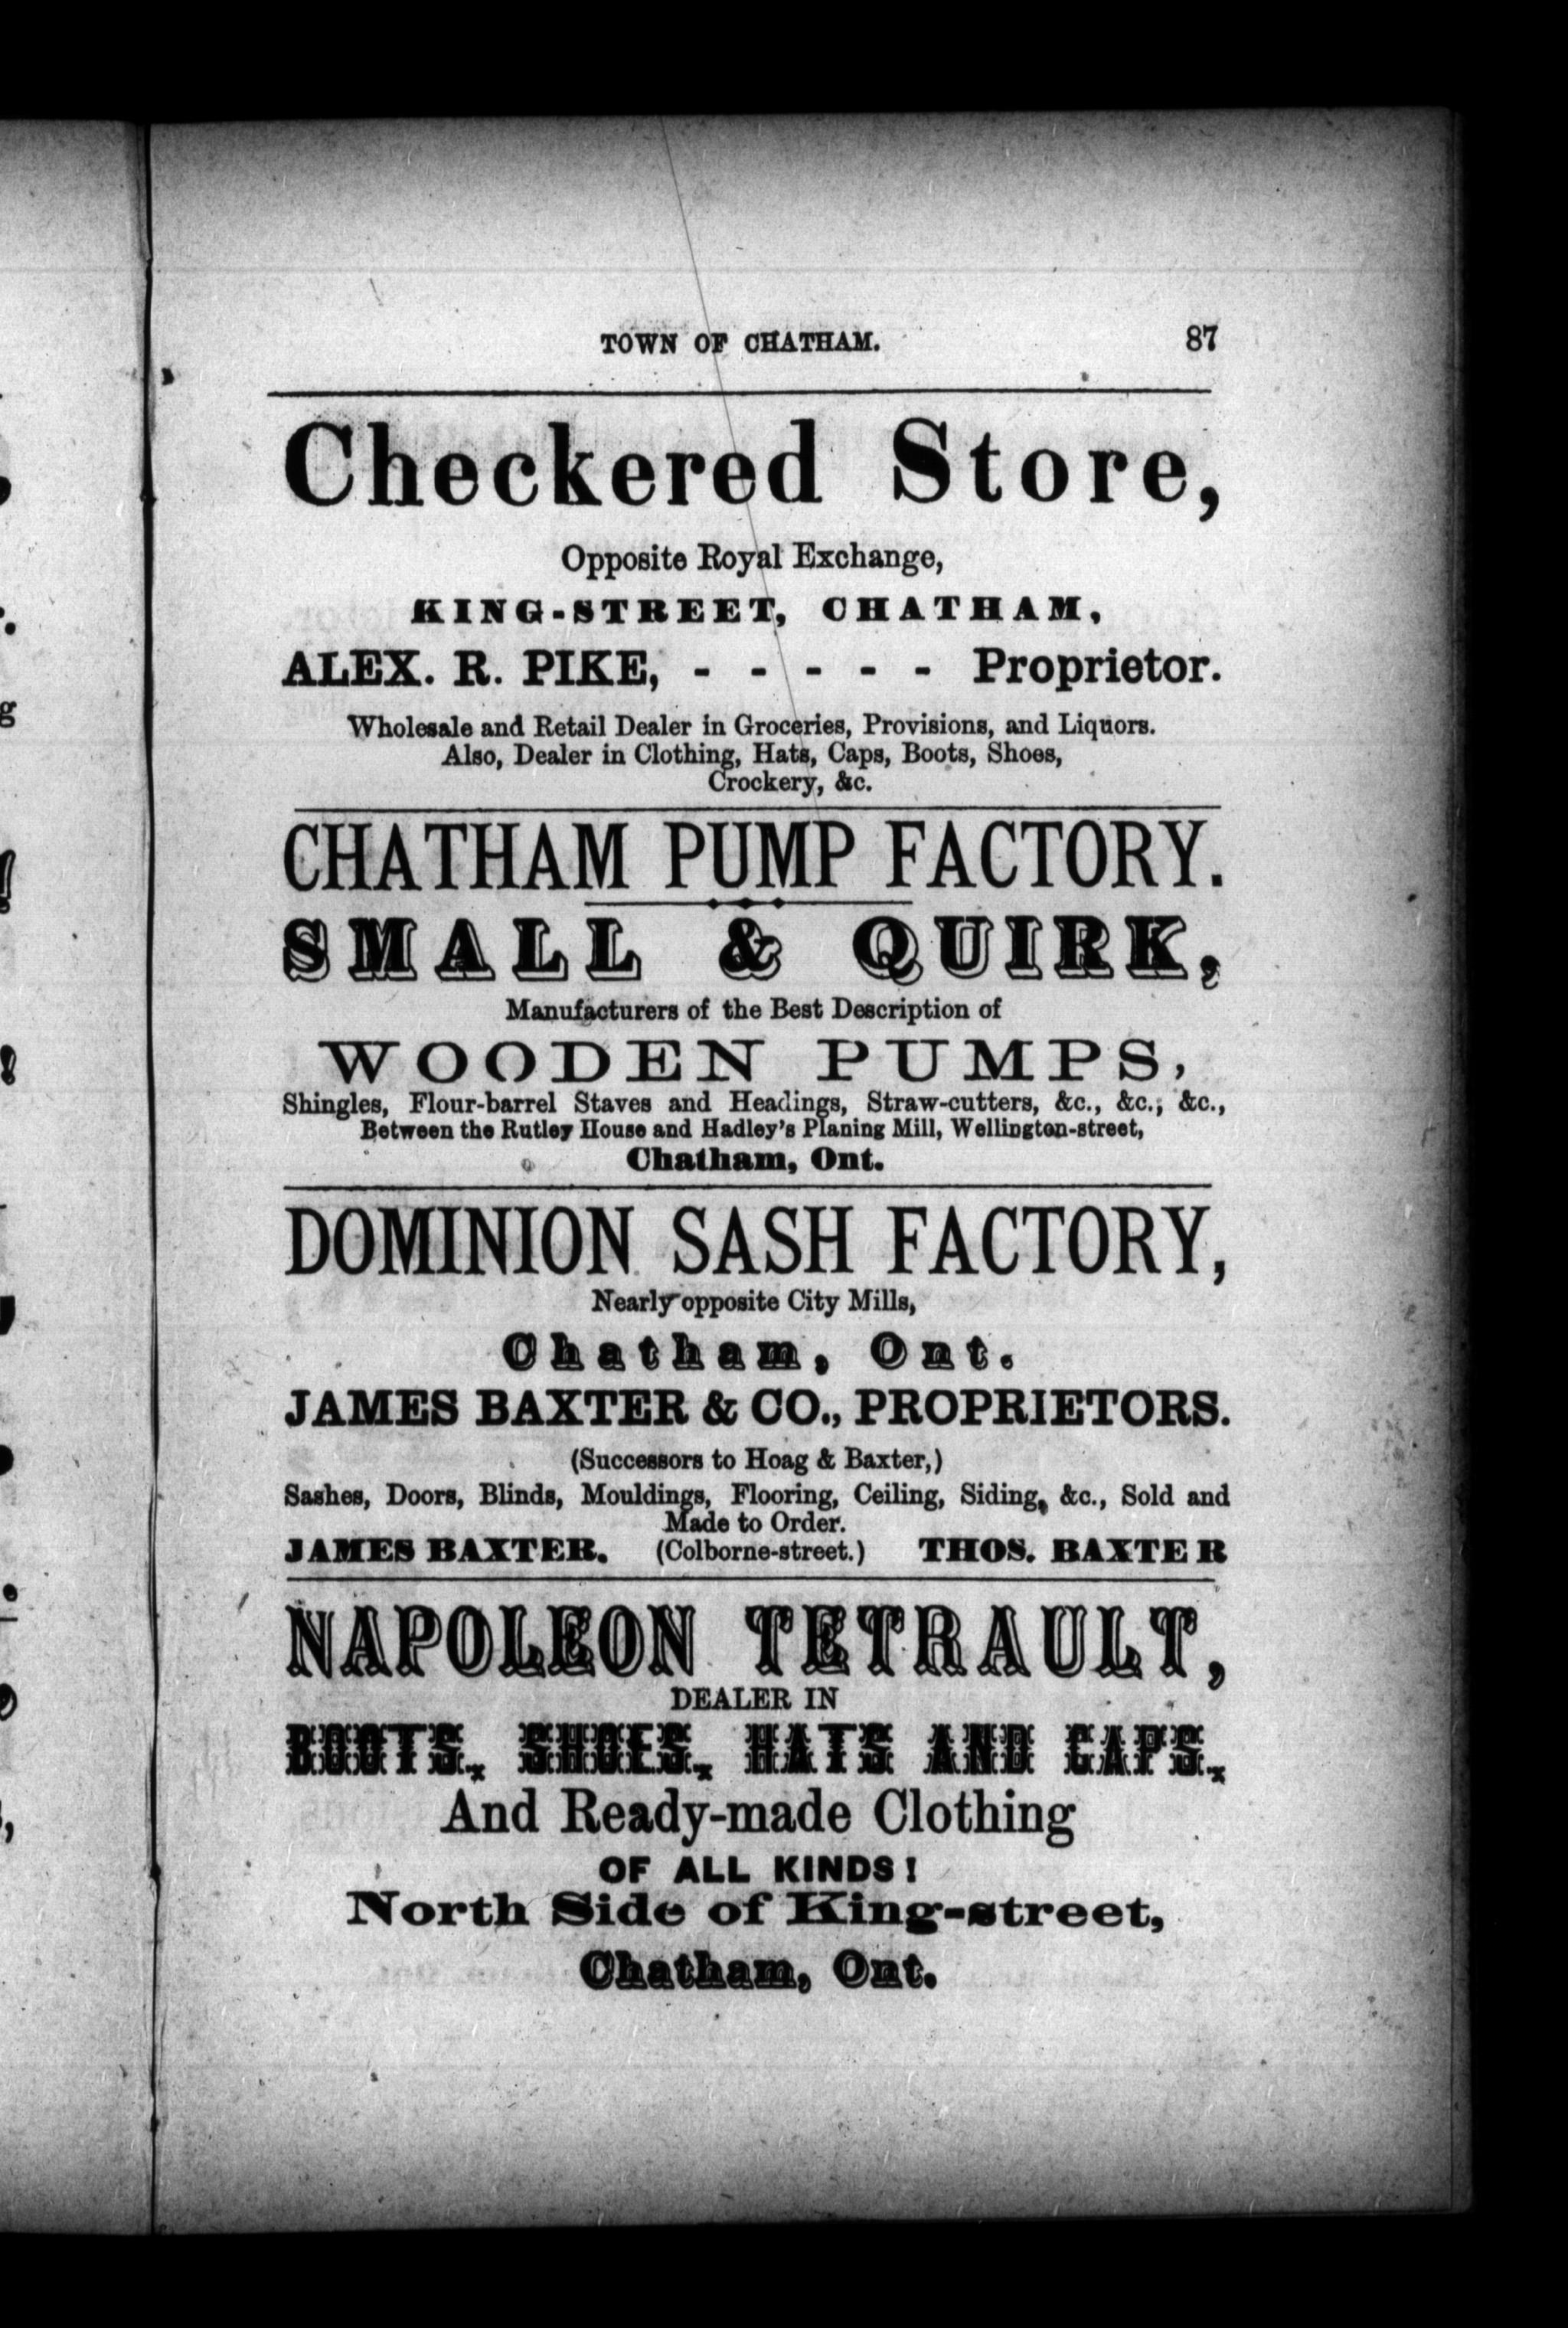 TOWN OF CHATHAM. 87
Checkered Store,
Opposite Royal Exchange,
KING-STREET, CHATHAM,
ALEX. R. PIKE, - - - - - Proprietor.
Wholesale and Retail Dealer in Groceries, Provisions, and Liquors.
Also, Dealer in Clothing, Hats, Caps, Boots, Shoes,
Crockery, &c.
CHATHAM PUMP FACTORY.
SMALL & QUIRK,
Manufacturers of the Best Description of
WOODEN PUMPS,
Shingles, Flour-barrel Staves and Headings, Straw-cutters, &c., &c., &c.,
Between the Rutley House and Hadley's Planing Mill, Wellington-street,
Chatham, Ont.
DOMINION SASH FACTORY,
Nearly opposite City Mills,
Chatham, Ont.
JAMES BAXTER & CO., PROPRIETORS.
(Successors to Hoag & Baxter,)
Sashes, Doors, Blinds, Mouldings, Flooring, Ceiling, Siding, &c., Sold and
Made to Order.
JAMES BAXTER. (Colborne-street.) THOS. BAXTER
NAPOLEON TETRAULT,
DEALER IN
BOOTS, SHOES, HATS AND CAPS,
And Ready-made Clothing
OF ALL KINDS!
North Side of King-street,
Chatham, Ont.